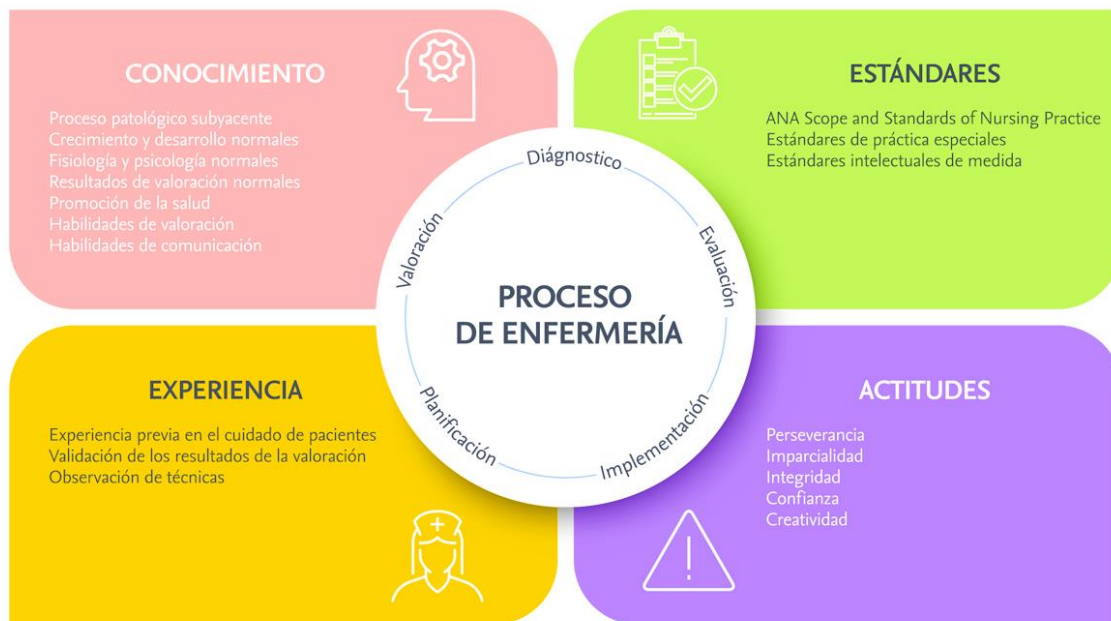 CONOCIMIENTO
Proceso patológico subyacente
Crecimiento y desarrollo normales
Fisiología y psicología normales
Resultados de valoración normales
Promoción de la salud
Habilidades de valoración
Habilidades de comunicación
ESTÁNDARES
ANA Scope and Standards of Nursing Practice
Estándares de práctica especiales
Estándares intelectuales de medida
Diágnostico
Valoración
Evaluación
PROCESO
DE ENFERMERÍA
Planificación
Implementación
EXPERIENCIA
Experiencia previa en el cuidado de pacientes
Validación de los resultados de la valoración
Observación de técnicas
ACTITUDES
Perseverancia
Imparcialidad
Integridad
Confianza
Creatividad